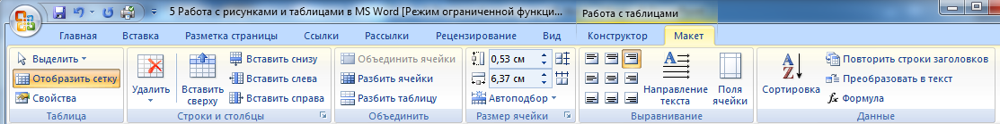 5 Работа с рисунками и таблицами в MS Word [Режим ограниченной функци... Работа с таблицами
Главная Вставка Разметка страницы Ссылки Рассылки Рецензирование Вид Конструктор Макет
Выделить
Отобразить сетку
Свойства
Таблица
Удалить
Вставить сверху
Вставить снизу
Вставить слева
Вставить справа
Строки и столбцы
Объединить ячейки
Разбить ячейки
Разбить таблицу
Объединить
0,53 см
6,37 см
Автоподбор
Размер ячейки
Направление текста
Поля ячейки
Выравнивание
А
Я
Сортировка
Повторить строки заголовков
Преобразовать в текст
fx Формула
Данные